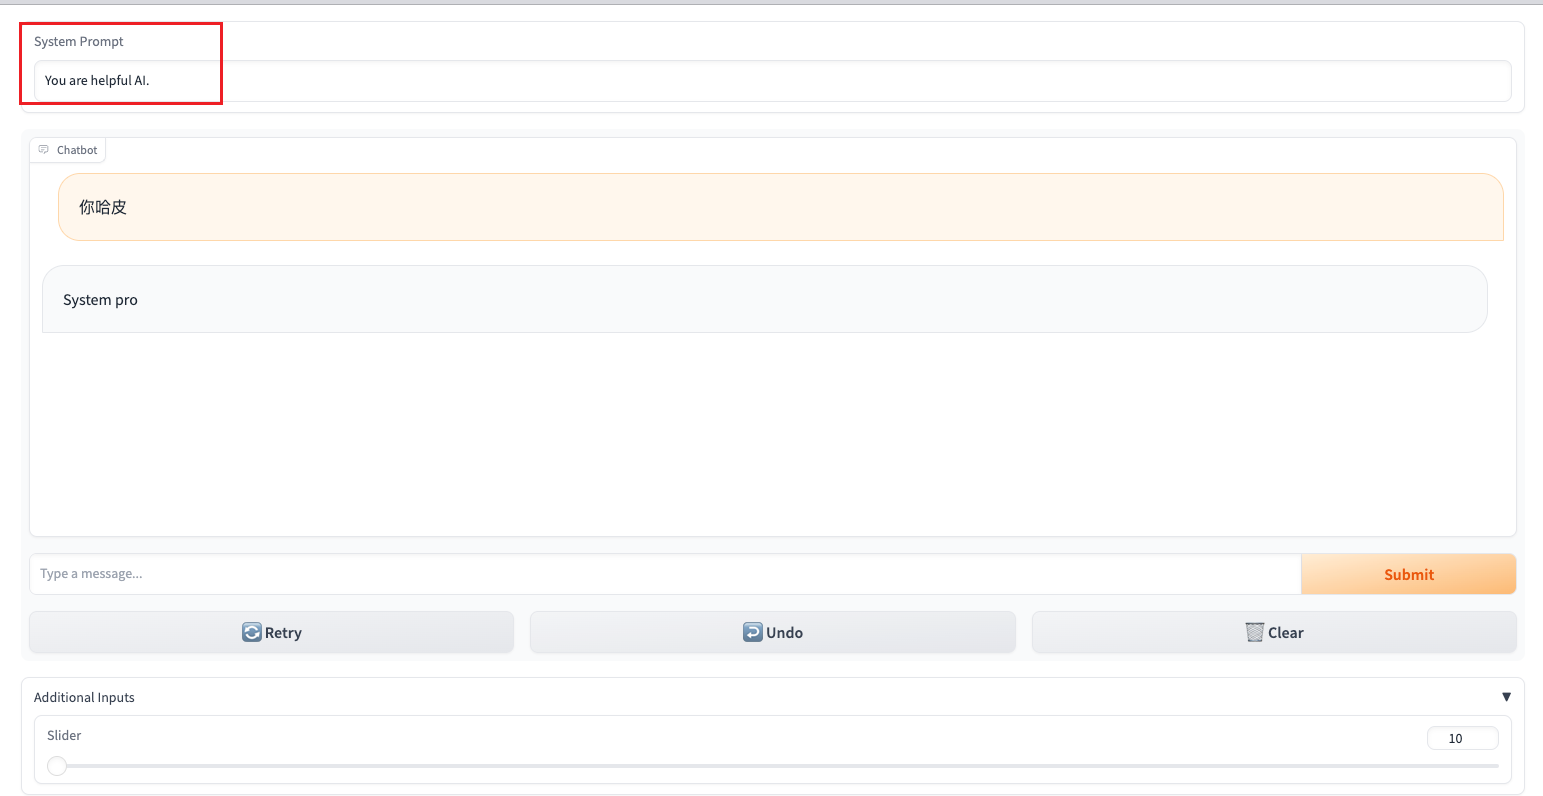 System Prompt
You are helpful AI.
Chatbot
你哈皮
System pro
Type a message...
Submit
Retry
Undo
Clear
Additional Inputs
Slider
10